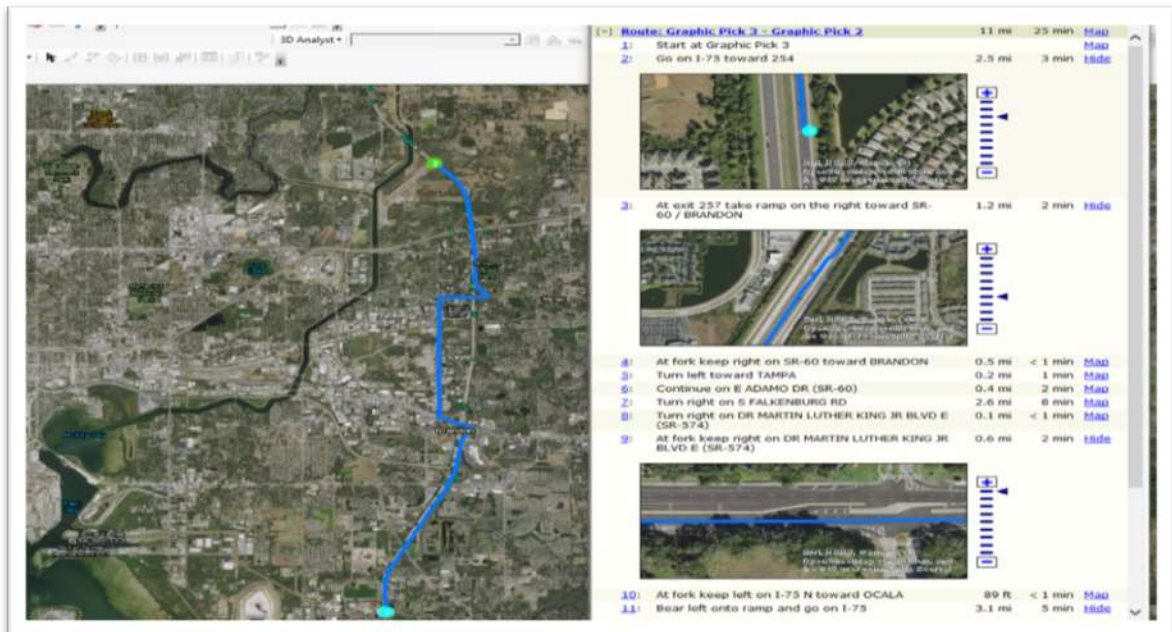 3D Analyst
[-] Route: Graphic Pick 3 - Graphic Pick 2 11 mi 25 min Map
1: Start at Graphic Pick 3 Map
2: Go on I-75 toward 254 2.5 mi 3 min Hide
3: At exit 257 take ramp on the right toward SR- 1.2 mi 2 min Hide
60 / BRANDON
4: At fork keep right on SR-60 toward BRANDON 0.5 mi < 1 min Map
5: Turn left toward TAMPA 0.2 mi 1 min Map
6: Continue on E ADAMO DR (SR-60) 0.4 mi 2 min Map
7: Turn right on S FALKENBURG RD 2.6 mi 8 min Map
8: Turn right on DR MARTIN LUTHER KING JR BLVD E 0.1 mi < 1 min Map
(SR-574)
9: At fork keep right on DR MARTIN LUTHER KING JR 0.6 mi 2 min Hide
BLVD E (SR-574)
10: At fork keep left on I-75 N toward OCALA 89 ft < 1 min Map
11: Bear left onto ramp and go on I-75 3.1 mi 5 min Hide